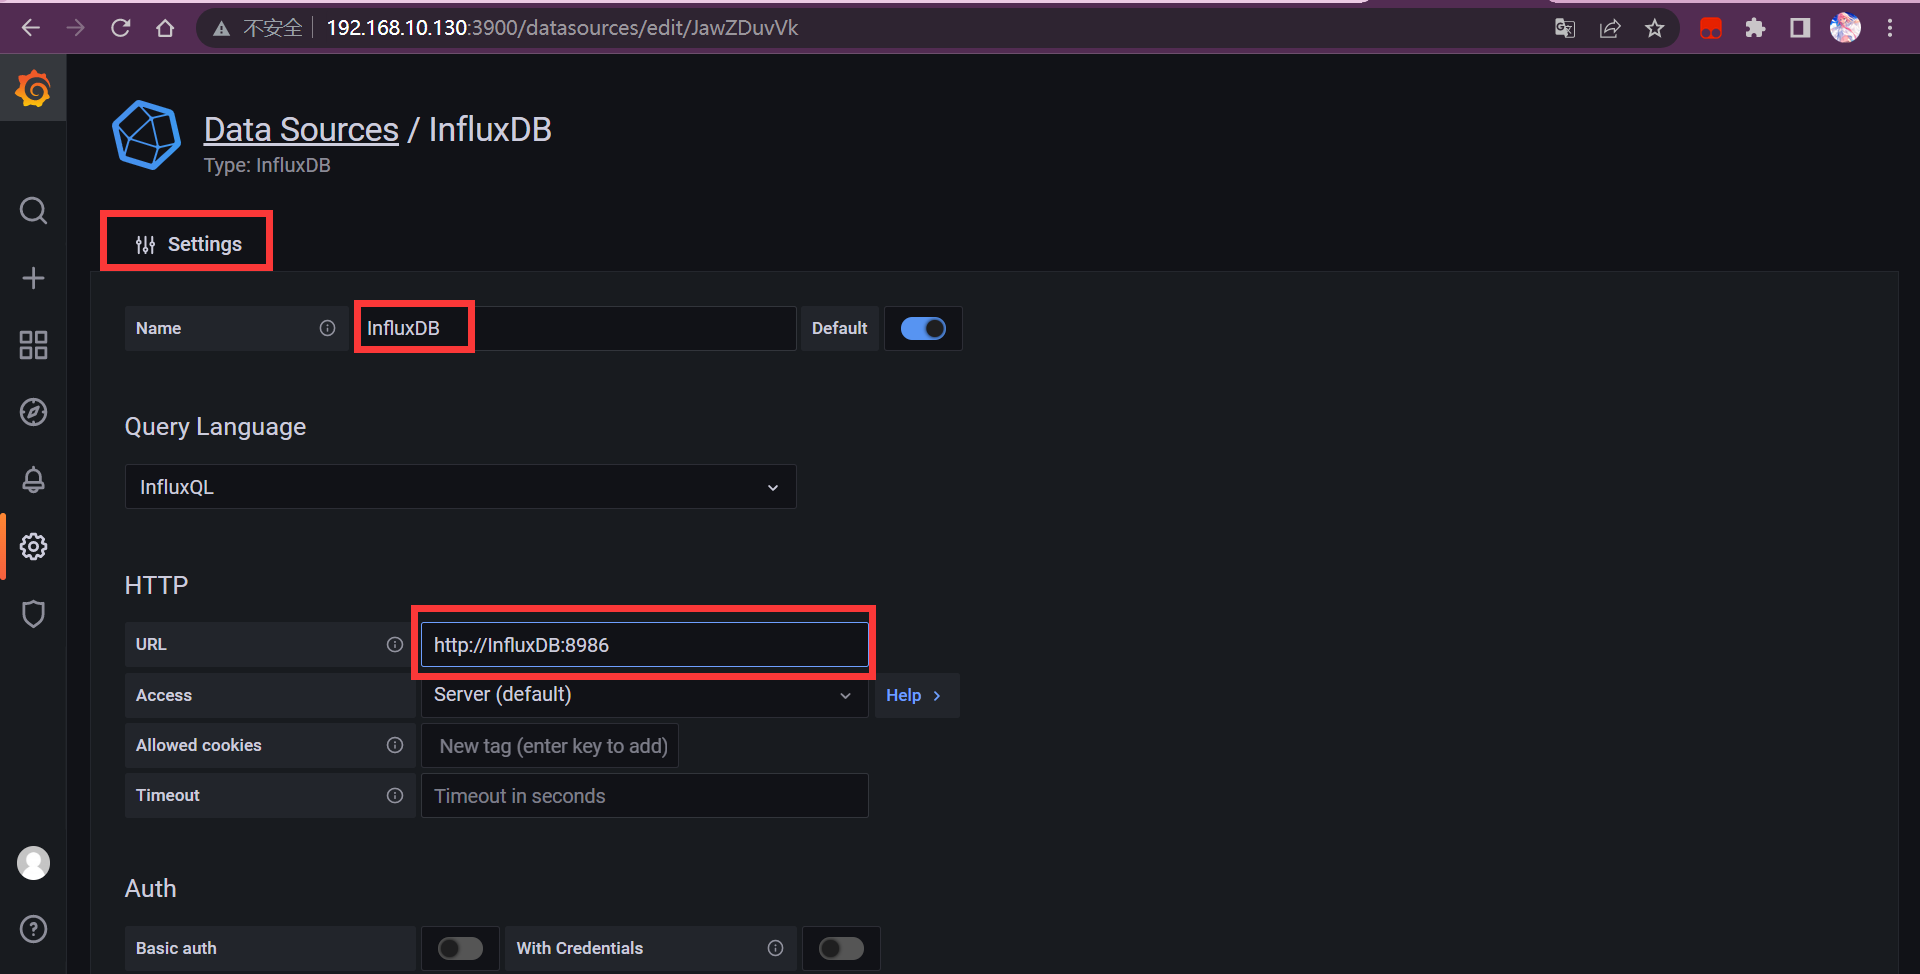 不安全 192.168.10.130:3900/datasources/edit/JawZDuvVk
Data Sources / InfluxDB
Type: InfluxDB
Settings
Name InfluxDB Default
Query Language
InfluxQL
HTTP
URL http://InfluxDB:8986
Access Server (default) Help
Allowed cookies New tag (enter key to add)
Timeout Timeout in seconds
Auth
Basic auth With Credentials